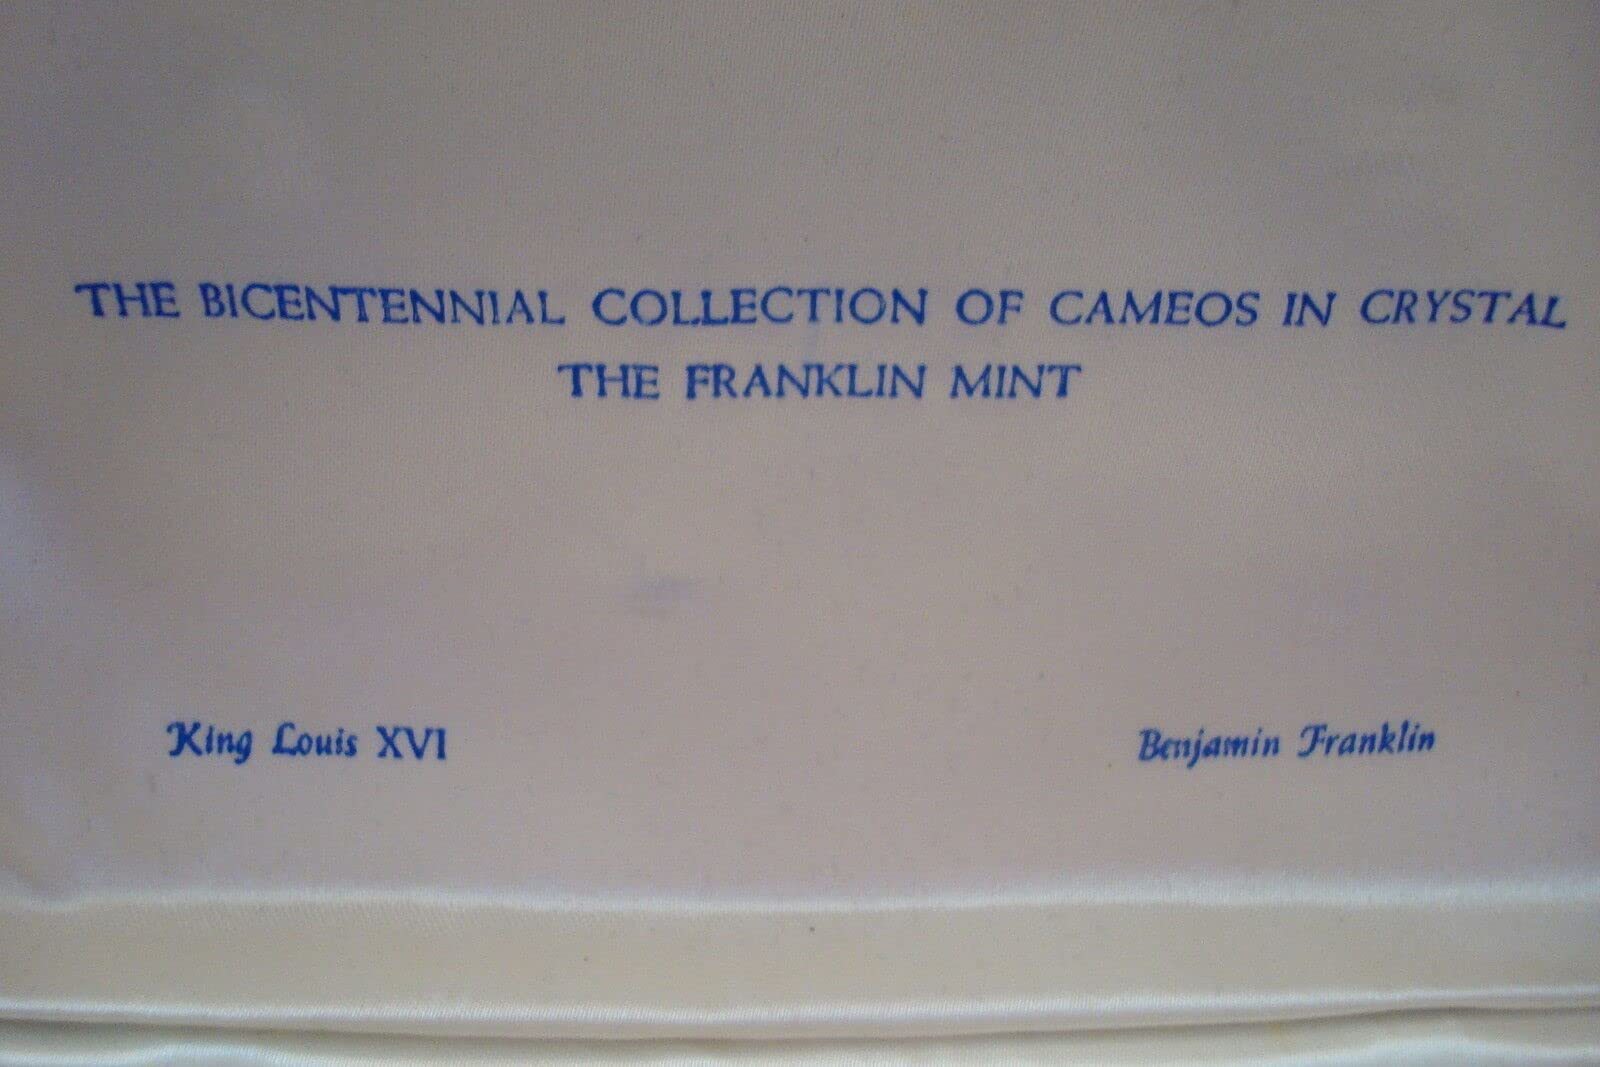 THE BICENTENNIAL COLLECTION OF CAMEOS IN CRYSTAL
THE FRANKLIN MINT
King Louis XVI Benjamin Franklin